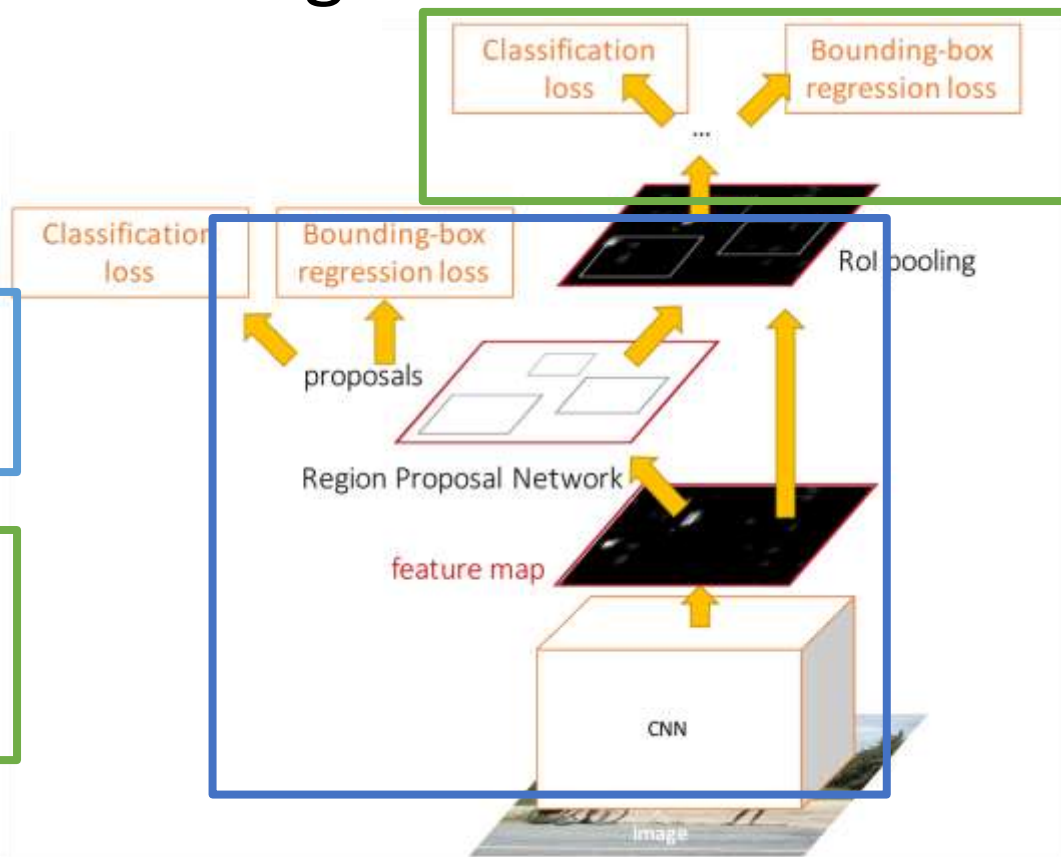 g
Classification
loss
Bounding-box
regression loss
...
Classification
loss
Bounding-box
regression loss
RoI pooling
proposals
Region Proposal Network
feature map
CNN
image